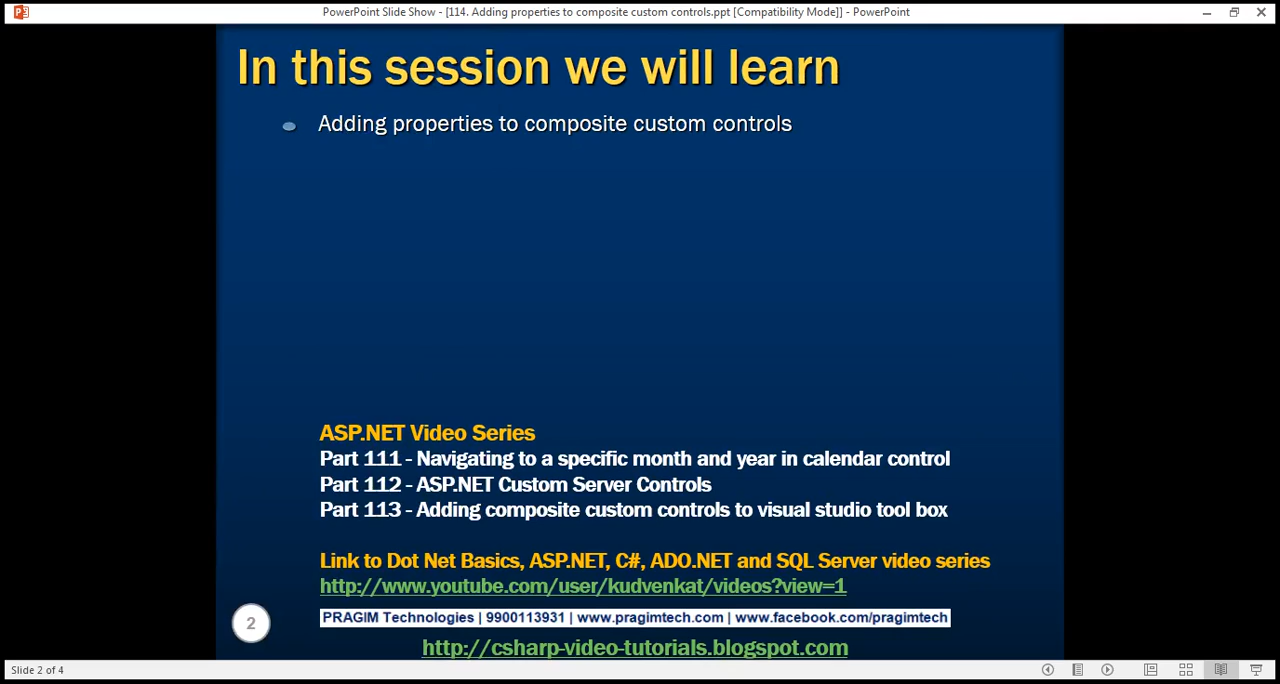 PowerPoint Slide Show - [114. Adding properties to composite custom controls.ppt [Compatibility Mode]] - PowerPoint
In this session we will learn
Adding properties to composite custom controls
ASP.NET Video Series
Part 111 - Navigating to a specific month and year in calendar control
Part 112 - ASP.NET Custom Server Controls
Part 113 - Adding composite custom controls to visual studio tool box
Link to Dot Net Basics, ASP.NET, C#, ADO.NET and SQL Server video series
http://www.youtube.com/user/kudvenkat/videos?view=1
2
PRAGIM Technologies | 9900113931 | www.pragimtech.com | www.facebook.com/pragimtech
http://csharp-video-tutorials.blogspot.com
Slide 2 of 4